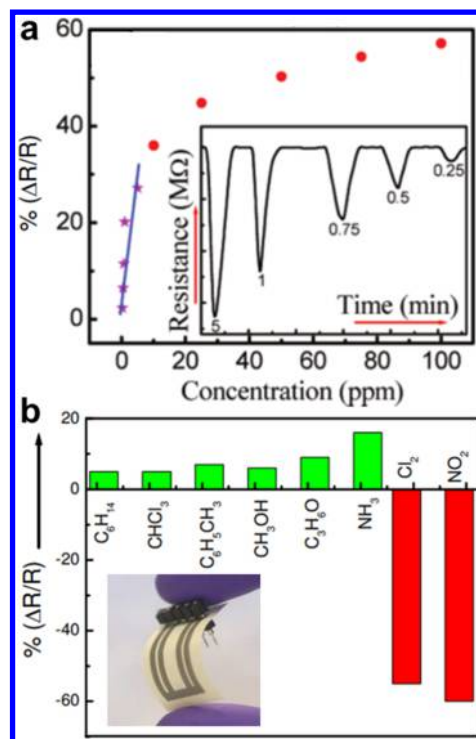 a
60
40
20
0
% (ΔR/R)
Resistance (MΩ)
5
1
0.75
0.5
0.25
Time (min)
0 20 40 60 80 100
Concentration (ppm)
b
20
0
-20
-40
-60
% (ΔR/R)
C₆H₁₄
CHCl₃
C₆H₅CH₃
CH₃OH
C₃H₆O
NH₃
Cl₂
NO₂